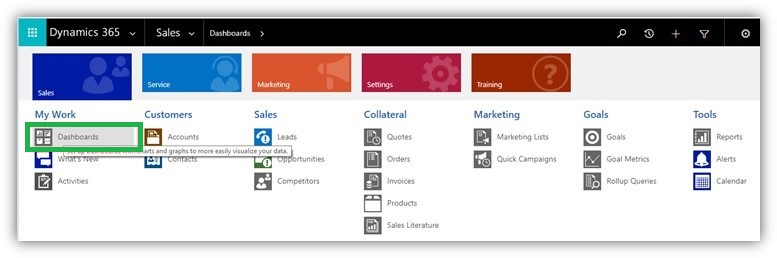 Dynamics 365 Sales Dashboards
Sales Service Marketing Settings Training
My Work Customers Sales Collateral Marketing Goals Tools
Dashboards Accounts Leads Quotes Marketing Lists Goals Reports
charts and graphs to more easily visualize your data.
What's New Contacts Opportunities Orders Quick Campaigns Goal Metrics Alerts
Activities Competitors Invoices Rollup Queries Calendar
Products
Sales Literature